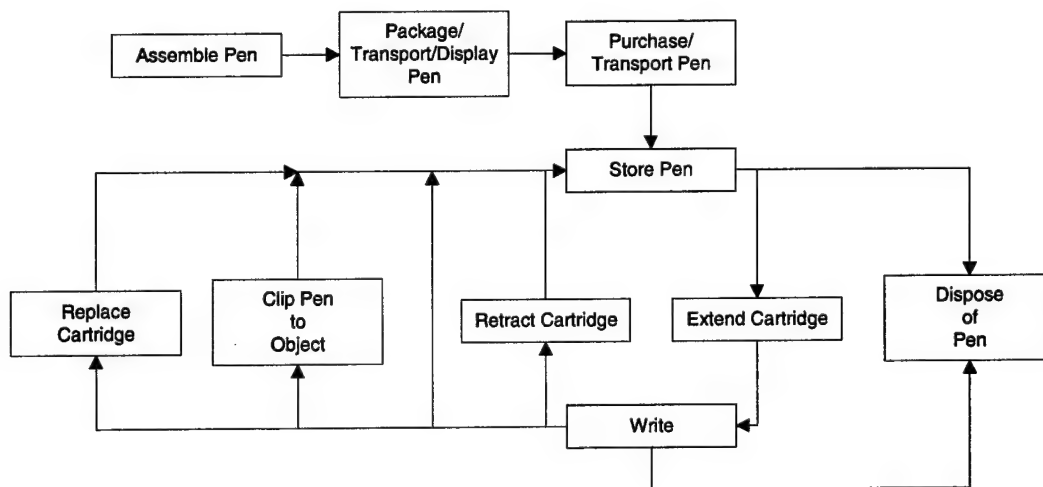 Assemble Pen
Package/
Transport/Display
Pen
Purchase/
Transport Pen
Store Pen
Replace
Cartridge
Clip Pen
to
Object
Retract Cartridge
Extend Cartridge
Dispose
of
Pen
Write